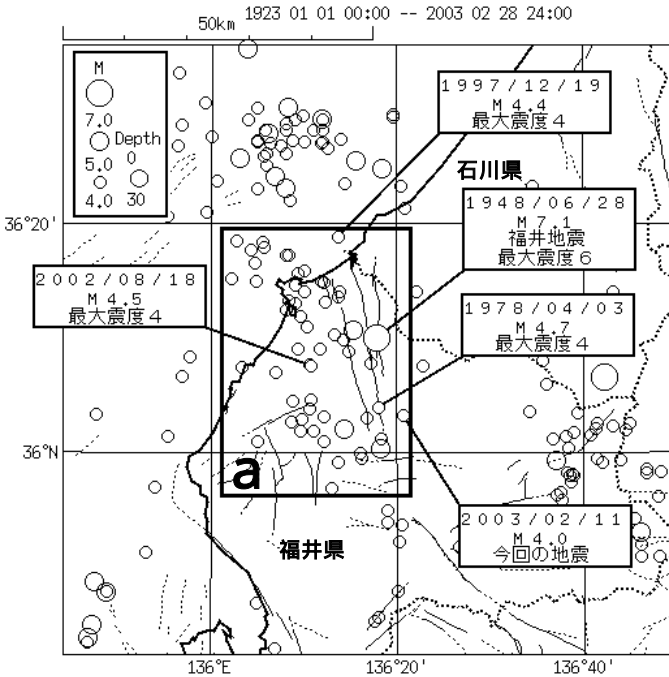 1923 01 01 00:00 -- 2003 02 28 24:00
50km
M
7.0
Depth
5.0
0
4.0
30
1997/12/19
M4.4
最大震度4
石川県
1948/06/28
M7.1
福井地震
最大震度6
36°20'
2002/08/18
M4.5
最大震度4
1978/04/03
M4.7
最大震度4
36°N
a
2003/02/11
M4.0
今回の地震
福井県
136°E
136°20'
136°40'